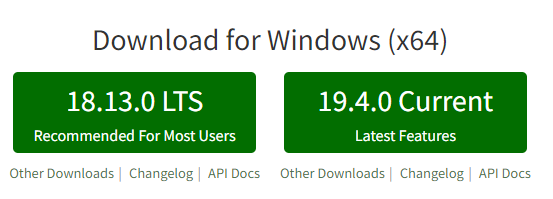 Download for Windows (x64)
18.13.0 LTS
Recommended For Most Users
19.4.0 Current
Latest Features
Other Downloads | Changelog | API Docs
Other Downloads | Changelog | API Docs